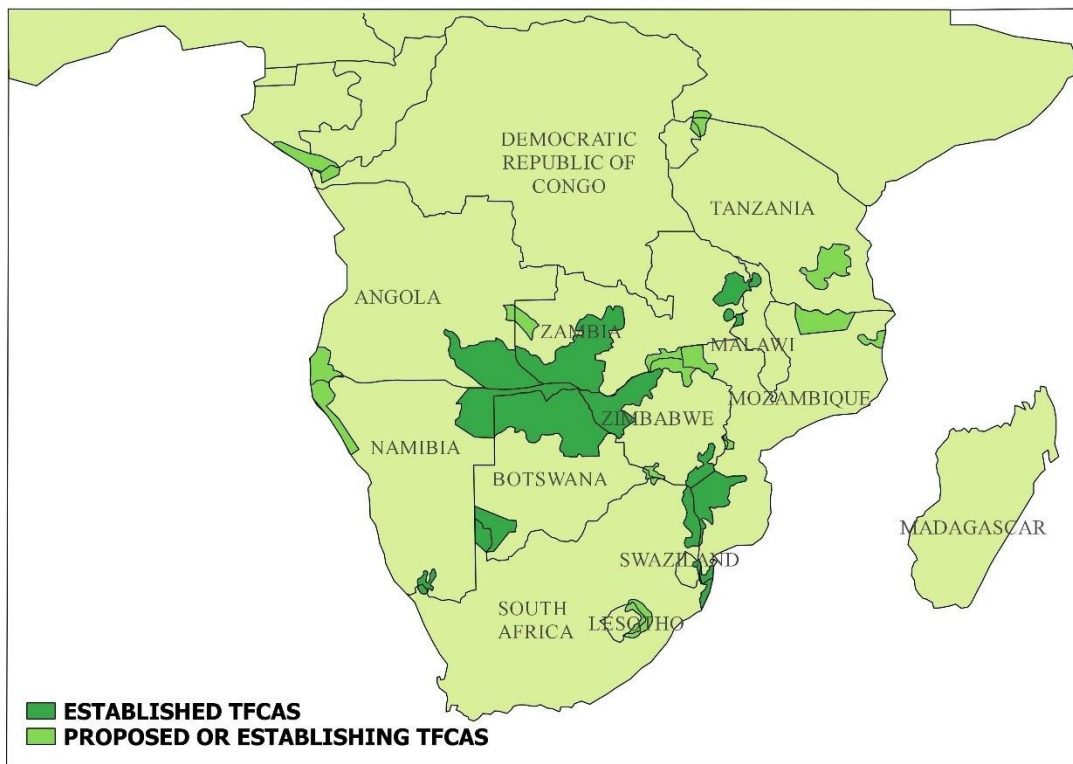 DEMOCRATIC
REPUBLIC OF
CONGO
TANZANIA
ANGOLA
ZAMBIA
MALAWI
MOZAMBIQUE
ZIMBABWE
NAMIBIA
BOTSWANA
MADAGASCAR
SWAZILAND
SOUTH
AFRICA
LESOTHO
ESTABLISHED TFCAS
PROPOSED OR ESTABLISHING TFCAS